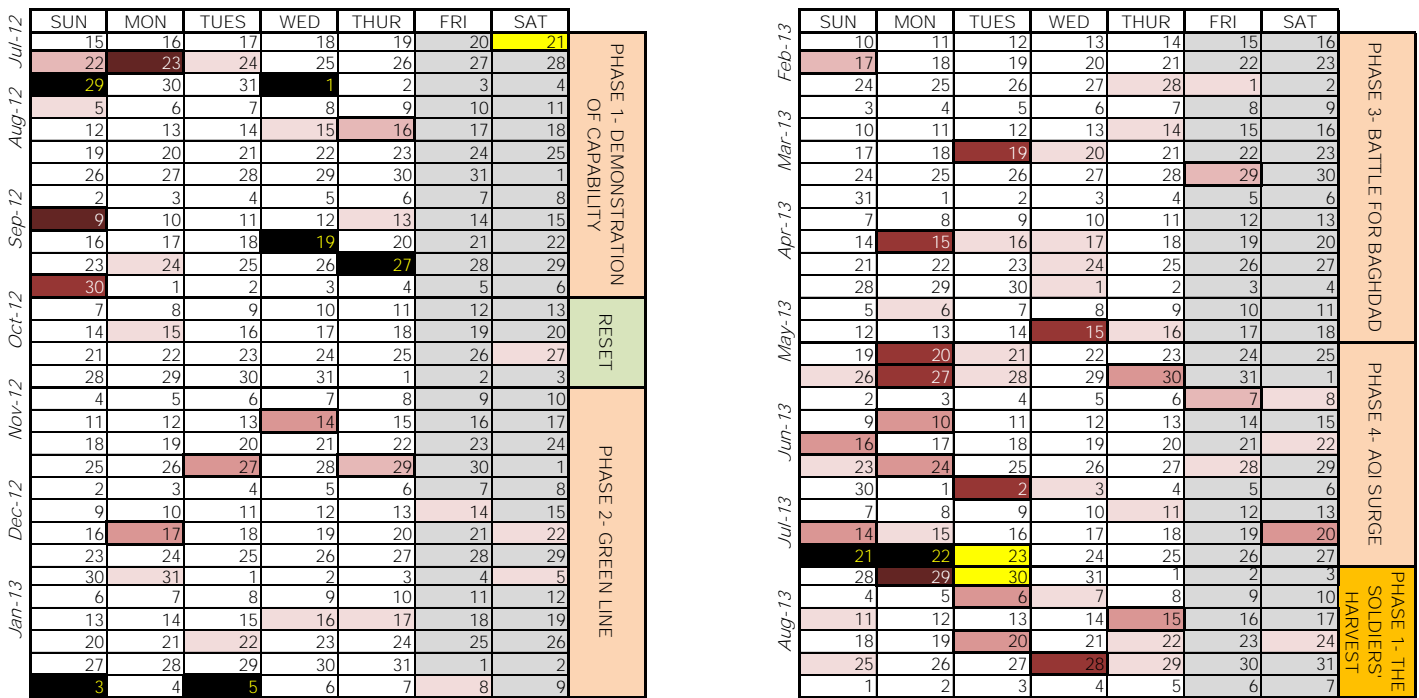 SUN MON TUES WED THUR FRI SAT
Jul-12
15 16 17 18 19 20 21
22 23 24 25 26 27 28
29 30 31 1 2 3 4
Aug-12
5 6 7 8 9 10 11
12 13 14 15 16 17 18
19 20 21 22 23 24 25
26 27 28 29 30 31 1
Sep-12
2 3 4 5 6 7 8
9 10 11 12 13 14 15
16 17 18 19 20 21 22
23 24 25 26 27 28 29
30 1 2 3 4 5 6
PHASE 1- DEMONSTRATION
OF CAPABILITY
Oct-12
7 8 9 10 11 12 13
14 15 16 17 18 19 20
21 22 23 24 25 26 27
28 29 30 31 1 2 3
RESET
Nov-12
4 5 6 7 8 9 10
11 12 13 14 15 16 17
18 19 20 21 22 23 24
25 26 27 28 29 30 1
Dec-12
2 3 4 5 6 7 8
9 10 11 12 13 14 15
16 17 18 19 20 21 22
23 24 25 26 27 28 29
30 31 1 2 3 4 5
Jan-13
6 7 8 9 10 11 12
13 14 15 16 17 18 19
20 21 22 23 24 25 26
27 28 29 30 31 1 2
3 4 5 6 7 8 9
PHASE 2- GREEN LINE
SUN MON TUES WED THUR FRI SAT
Feb-13
10 11 12 13 14 15 16
17 18 19 20 21 22 23
24 25 26 27 28 1 2
3 4 5 6 7 8 9
Mar-13
10 11 12 13 14 15 16
17 18 19 20 21 22 23
24 25 26 27 28 29 30
31 1 2 3 4 5 6
Apr-13
7 8 9 10 11 12 13
14 15 16 17 18 19 20
21 22 23 24 25 26 27
28 29 30 1 2 3 4
May-13
5 6 7 8 9 10 11
12 13 14 15 16 17 18
PHASE 3- BATTLE FOR BAGHDAD
19 20 21 22 23 24 25
26 27 28 29 30 31 1
Jun-13
2 3 4 5 6 7 8
9 10 11 12 13 14 15
16 17 18 19 20 21 22
23 24 25 26 27 28 29
30 1 2 3 4 5 6
Jul-13
7 8 9 10 11 12 13
14 15 16 17 18 19 20
21 22 23 24 25 26 27
PHASE 4- AQI SURGE
28 29 30 31 1 2 3
Aug-13
4 5 6 7 8 9 10
11 12 13 14 15 16 17
18 19 20 21 22 23 24
25 26 27 28 29 30 31
1 2 3 4 5 6 7
PHASE 1- THE
SOLDIERS'
HARVEST